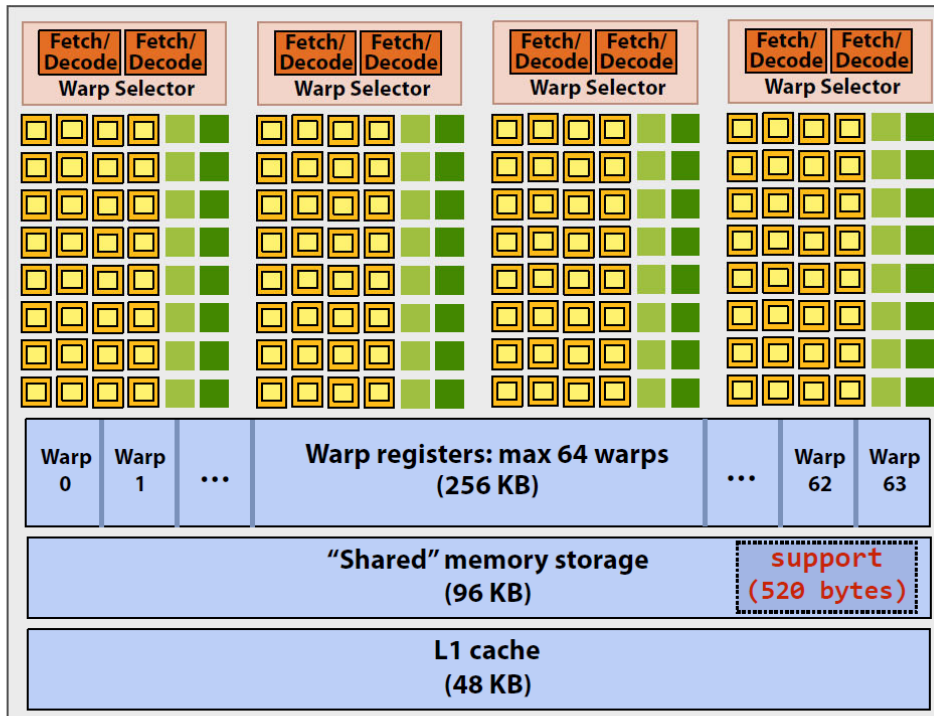 Fetch/ Fetch/ Fetch/ Fetch/ Fetch/ Fetch/ Fetch/ Fetch/
Decode Decode Decode Decode Decode Decode Decode Decode
Warp Selector Warp Selector Warp Selector Warp Selector
Warp Warp ... Warp registers: max 64 warps ... Warp Warp
0 1 (256 KB) 62 63
“Shared” memory storage support
(96 KB) (520 bytes)
L1 cache
(48 KB)